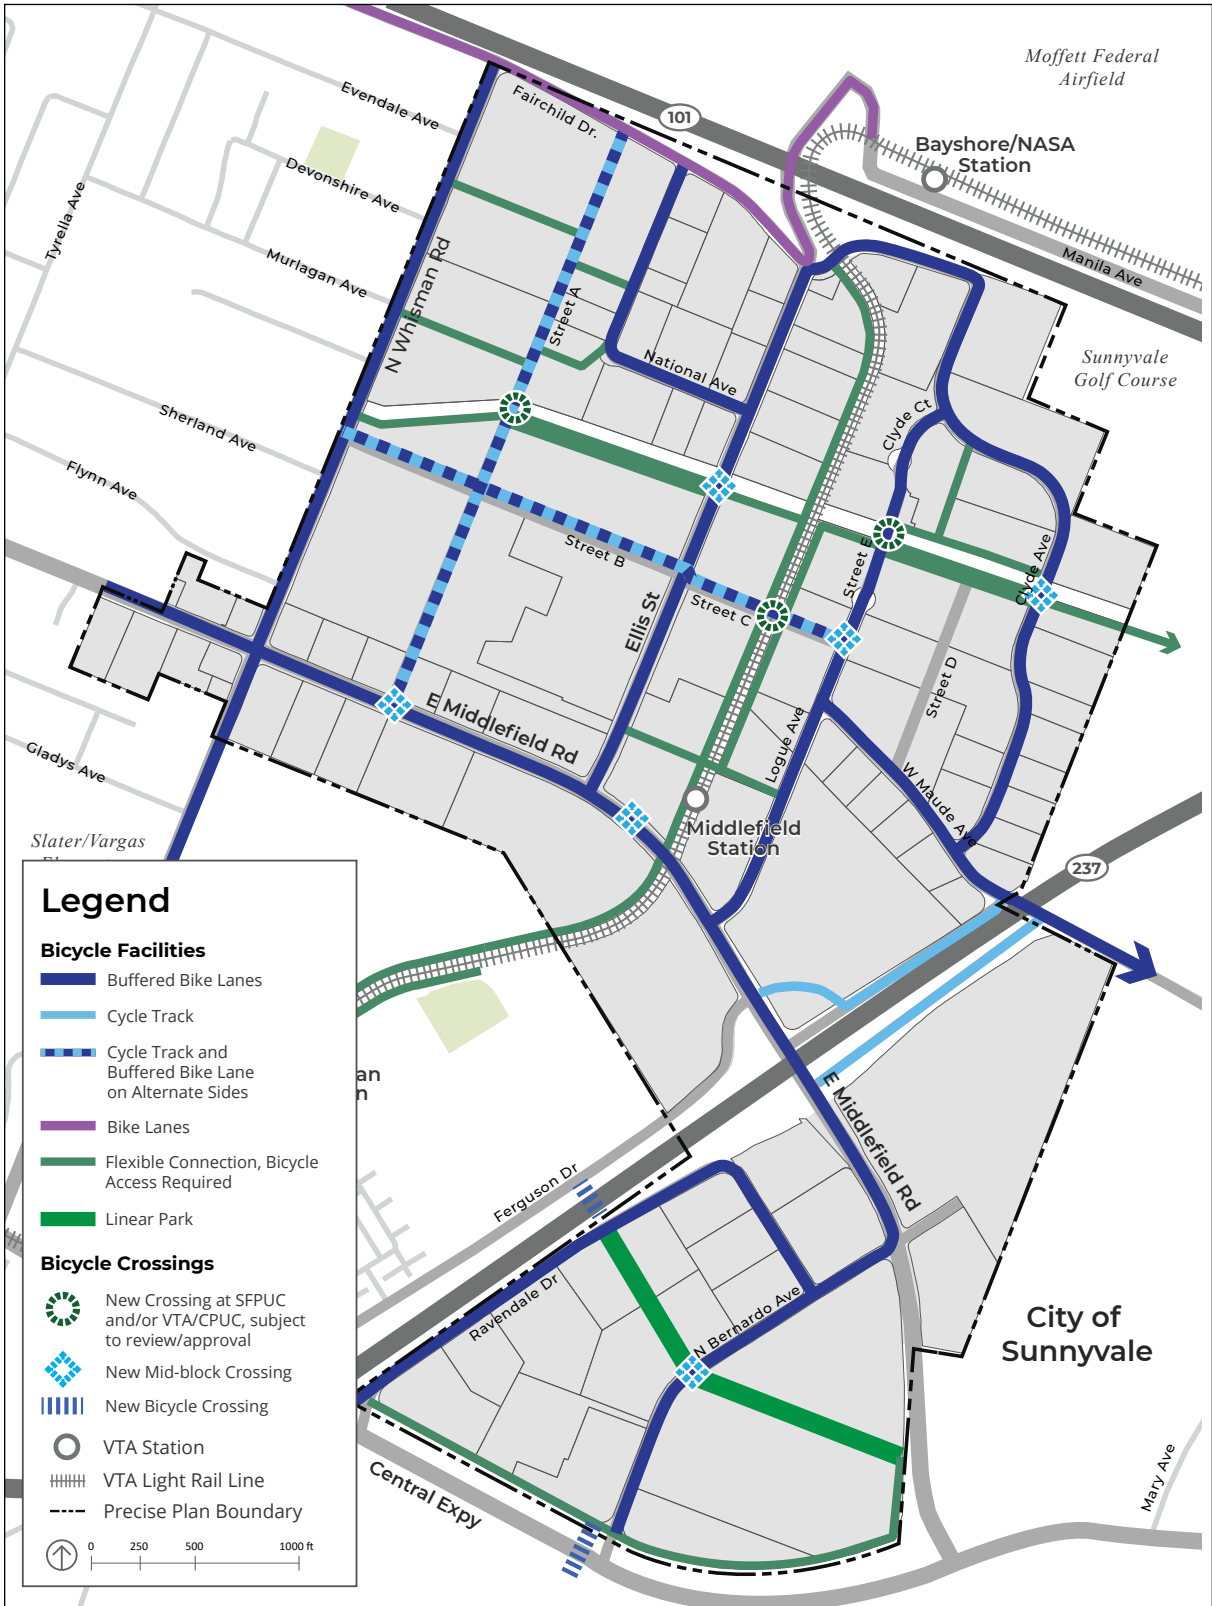 Moffett Federal
Airfield
Evendale Ave
Fairchild Dr.
101
Bayshore/NASA
Station
Devonshire Ave
Tyrella Ave
Murlagan Ave
N Whisman Rd
Manila Ave
Street A
Sunnyvale
Golf Course
National Ave
Sherland Ave
Clyde Ct
Flynn Ave
Street B
Street E
Clyde Ave
Street C
Ellis St
Street D
E Middlefield Rd
Logue Ave
Gladys Ave
W Maude Ave
Slater/Vargas
Middlefield
Station
237
an
n
E Middlefield Rd
Ferguson Dr
Ravendale Dr
N Bernardo Ave
City of
Sunnyvale
Central Expy
Mary Ave
Legend
Bicycle Facilities
Buffered Bike Lanes
Cycle Track
Cycle Track and
Buffered Bike Lane
on Alternate Sides
Bike Lanes
Flexible Connection, Bicycle
Access Required
Linear Park
Bicycle Crossings
New Crossing at SFPUC
and/or VTA/CPUC, subject
to review/approval
New Mid-block Crossing
New Bicycle Crossing
VTA Station
VTA Light Rail Line
Precise Plan Boundary
0 250 500 1000 ft